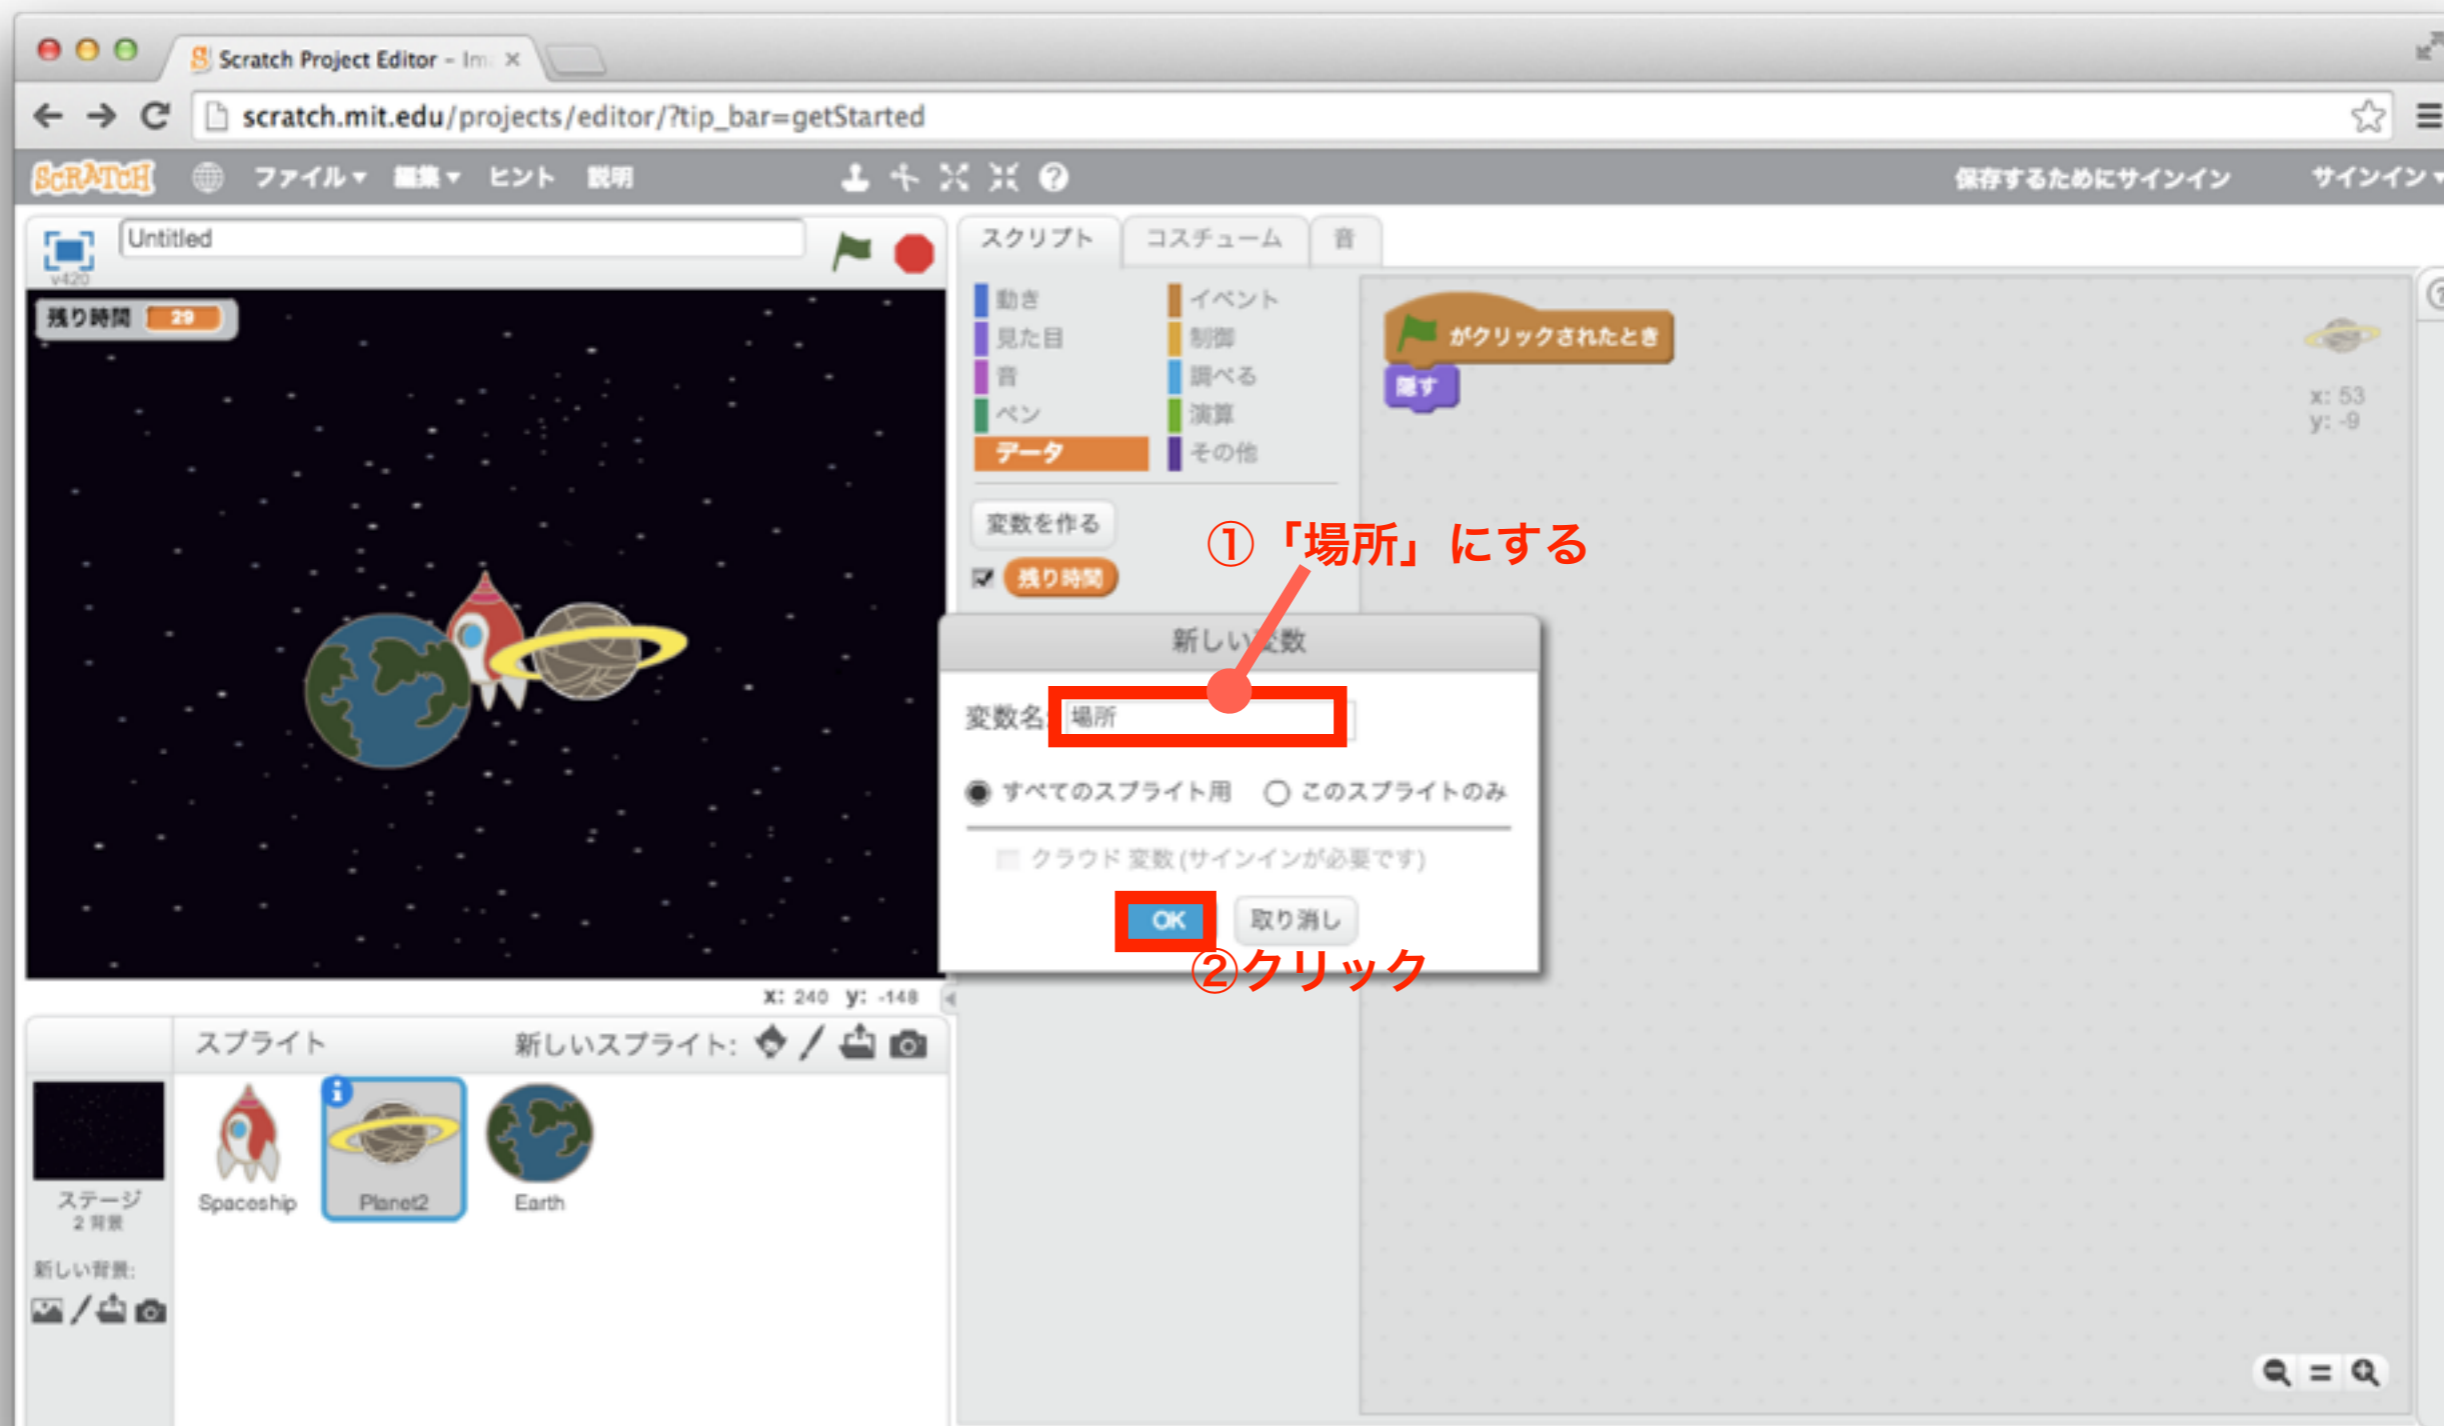 Scratch Project Editor - Im
scratch.mit.edu/projects/editor/?tip_bar=getStarted
SCRATCH ファイル 編集 ヒント 説明 保存するためにサインイン サインイン
Untitled
v420
スクリプト コスチューム 音
残り時間 29
動き イベント
見た目 制御
音 調べる
ペン 演算
データ その他
がクリックされたとき
隠す
x: 53
y: -9
変数を作る
残り時間
①「場所」にする
新しい変数
変数名: 場所
すべてのスプライト用 このスプライトのみ
クラウド 変数 (サインインが必要です)
OK 取り消し
②クリック
x: 240 y: -148
スプライト 新しいスプライト:
ステージ
2 背景
新しい背景:
Spaceship Planet2 Earth